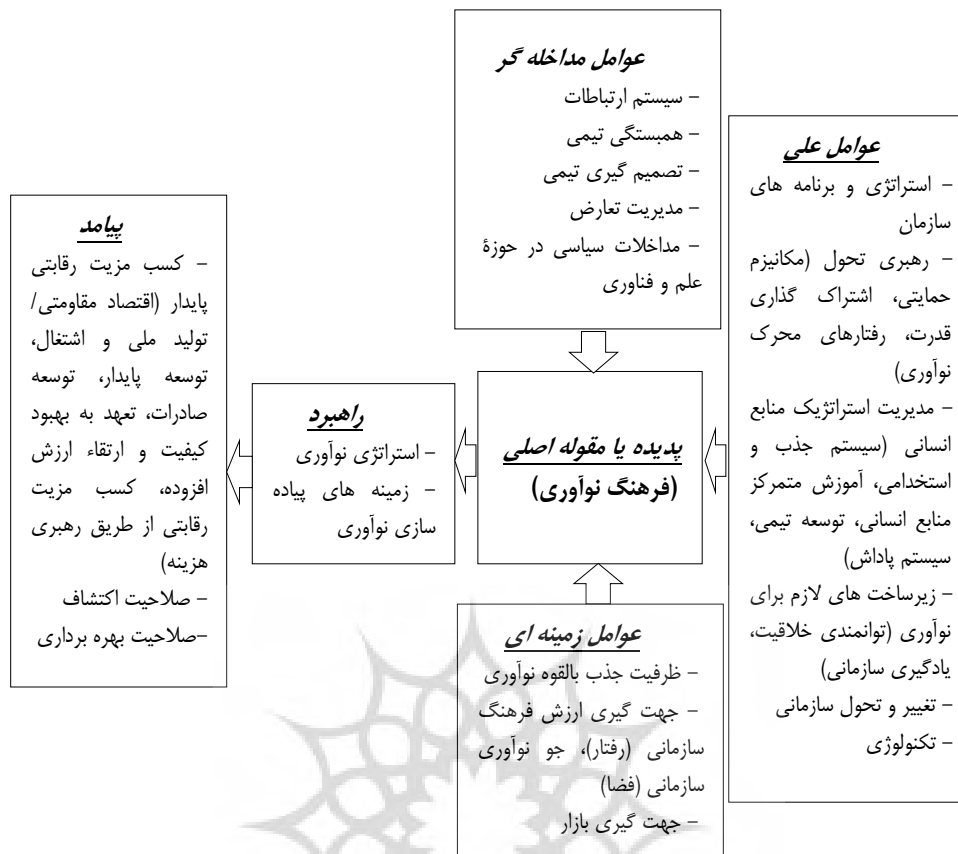 عوامل مداخله گر
– سیستم ارتباطات
– همبستگی تیمی
– تصمیم گیری تیمی
– مدیریت تعارض
– مداخلات سیاسی در حوزۀ
علم و فناوری
عوامل علی
– استراتژی و برنامه های
سازمان
– رهبری تحول (مکانیزم
حمایتی، اشتراک گذاری
قدرت، رفتارهای محرک
نوآوری)
– مدیریت استراتژیک منابع
انسانی (سیستم جذب و
استخدامی، آموزش متمرکز
منابع انسانی، توسعه تیمی،
سیستم پاداش)
– زیرساخت های لازم برای
نوآوری (توانمندی خلاقیت،
یادگیری سازمانی)
– تغییر و تحول سازمانی
– تکنولوژی
پدیده یا مقوله اصلی
(فرهنگ نوآوری)
راهبرد
– استراتژی نوآوری
– زمینه های پیاده
سازی نوآوری
پیامد
– کسب مزیت رقابتی
پایدار (اقتصاد مقاومتی/
تولید ملی و اشتغال،
توسعه پایدار، توسعه
صادرات، تعهد به بهبود
کیفیت و ارتقاء ارزش
افزوده، کسب مزیت
رقابتی از طریق رهبری
هزینه)
– صلاحیت اکتشاف
–صلاحیت بهره برداری
عوامل زمینه ای
– ظرفیت جذب بالقوه نوآوری
– جهت گیری ارزش فرهنگ
سازمانی (رفتار)، جو نوآوری
سازمانی (فضا)
– جهت گیری بازار